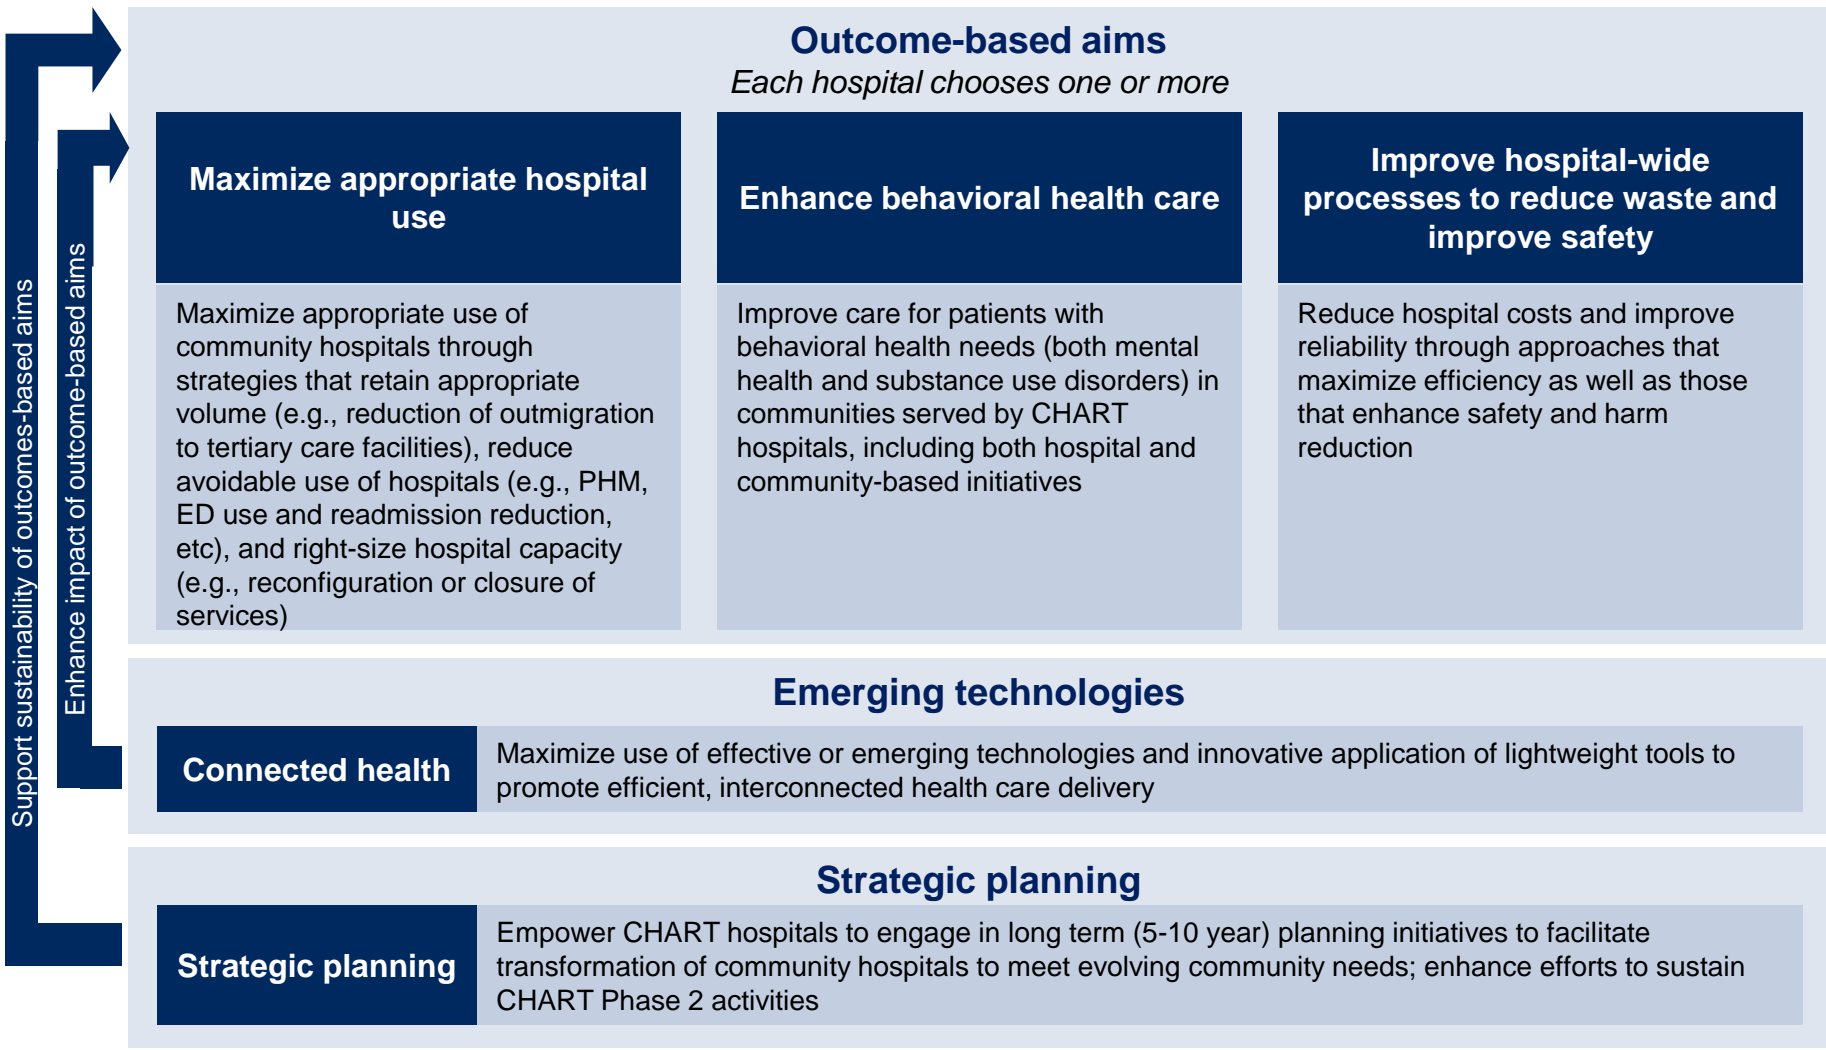 Outcome-based aims
Each hospital chooses one or more
Maximize appropriate hospital
use
Maximize appropriate use of
community hospitals through
strategies that retain appropriate
volume (e.g., reduction of outmigration
to tertiary care facilities), reduce
avoidable use of hospitals (e.g., PHM,
ED use and readmission reduction,
etc), and right-size hospital capacity
(e.g., reconfiguration or closure of
services)
Enhance behavioral health care
Improve care for patients with
behavioral health needs (both mental
health and substance use disorders) in
communities served by CHART
hospitals, including both hospital and
community-based initiatives
Improve hospital-wide
processes to reduce waste and
improve safety
Reduce hospital costs and improve
reliability through approaches that
maximize efficiency as well as those
that enhance safety and harm
reduction
Emerging technologies
Connected health
Maximize use of effective or emerging technologies and innovative application of lightweight tools to
promote efficient, interconnected health care delivery
Strategic planning
Strategic planning
Empower CHART hospitals to engage in long term (5-10 year) planning initiatives to facilitate
transformation of community hospitals to meet evolving community needs; enhance efforts to sustain
CHART Phase 2 activities
Support sustainability of outcomes-based aims
Enhance impact of outcome-based aims